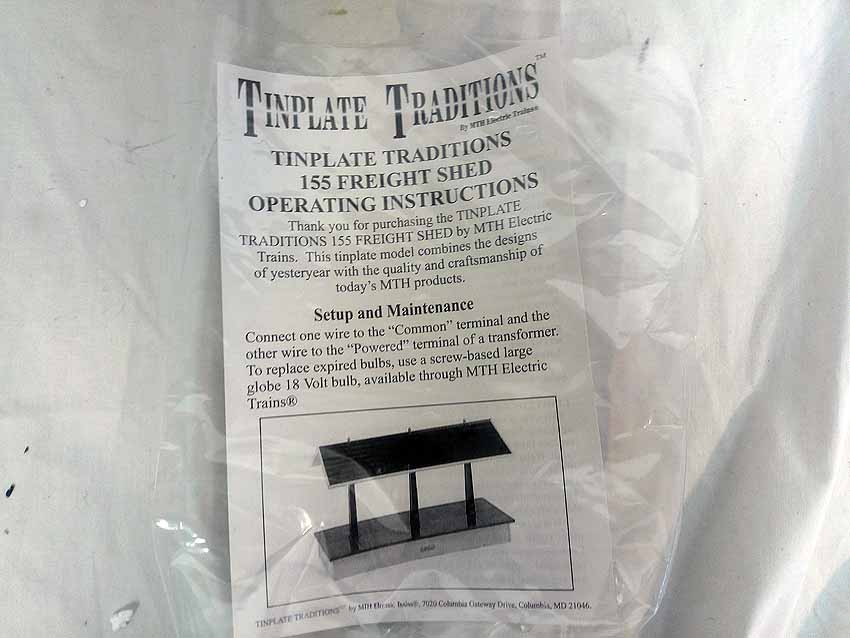 TINPLATE TRADITIONS™
By MTH Electric Trains®
TINPLATE TRADITIONS
155 FREIGHT SHED
OPERATING INSTRUCTIONS
Thank you for purchasing the TINPLATE
TRADITIONS 155 FREIGHT SHED by MTH Electric
Trains. This tinplate model combines the designs
of yesteryear with the quality and craftsmanship of
today's MTH products.
Setup and Maintenance
Connect one wire to the “Common” terminal and the
other wire to the “Powered” terminal of a transformer.
To replace expired bulbs, use a screw-based large
globe 18 Volt bulb, available through MTH Electric
Trains®
TINPLATE TRADITIONS™ by MTH Electric Trains®, 7020 Columbia Gateway Drive, Columbia, MD 21046.